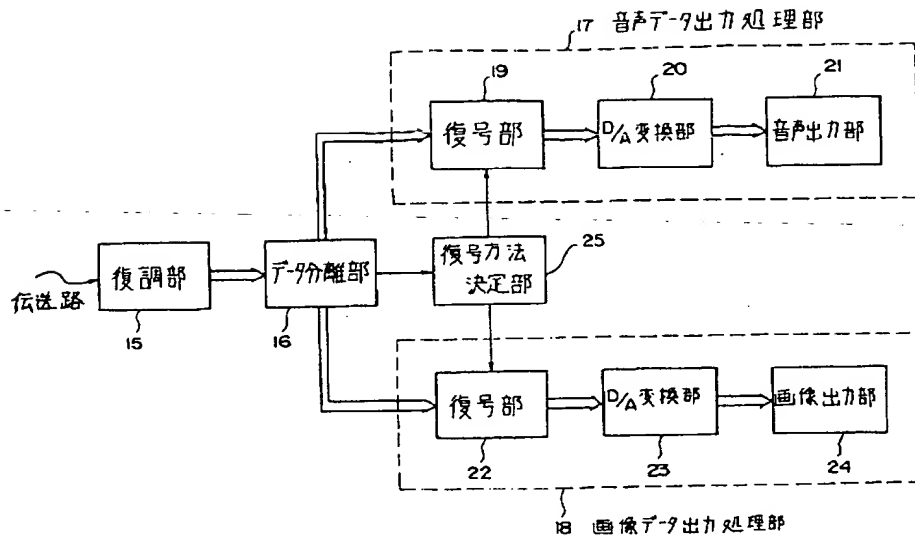 17 音声データ出力処理部
19
20
21
復号部
D/A変換部
音声出力部
伝送路
復調部
データ分離部
復号方法
決定部
25
15
16
復号部
D/A変換部
画像出力部
22
23
24
18 画像データ出力処理部